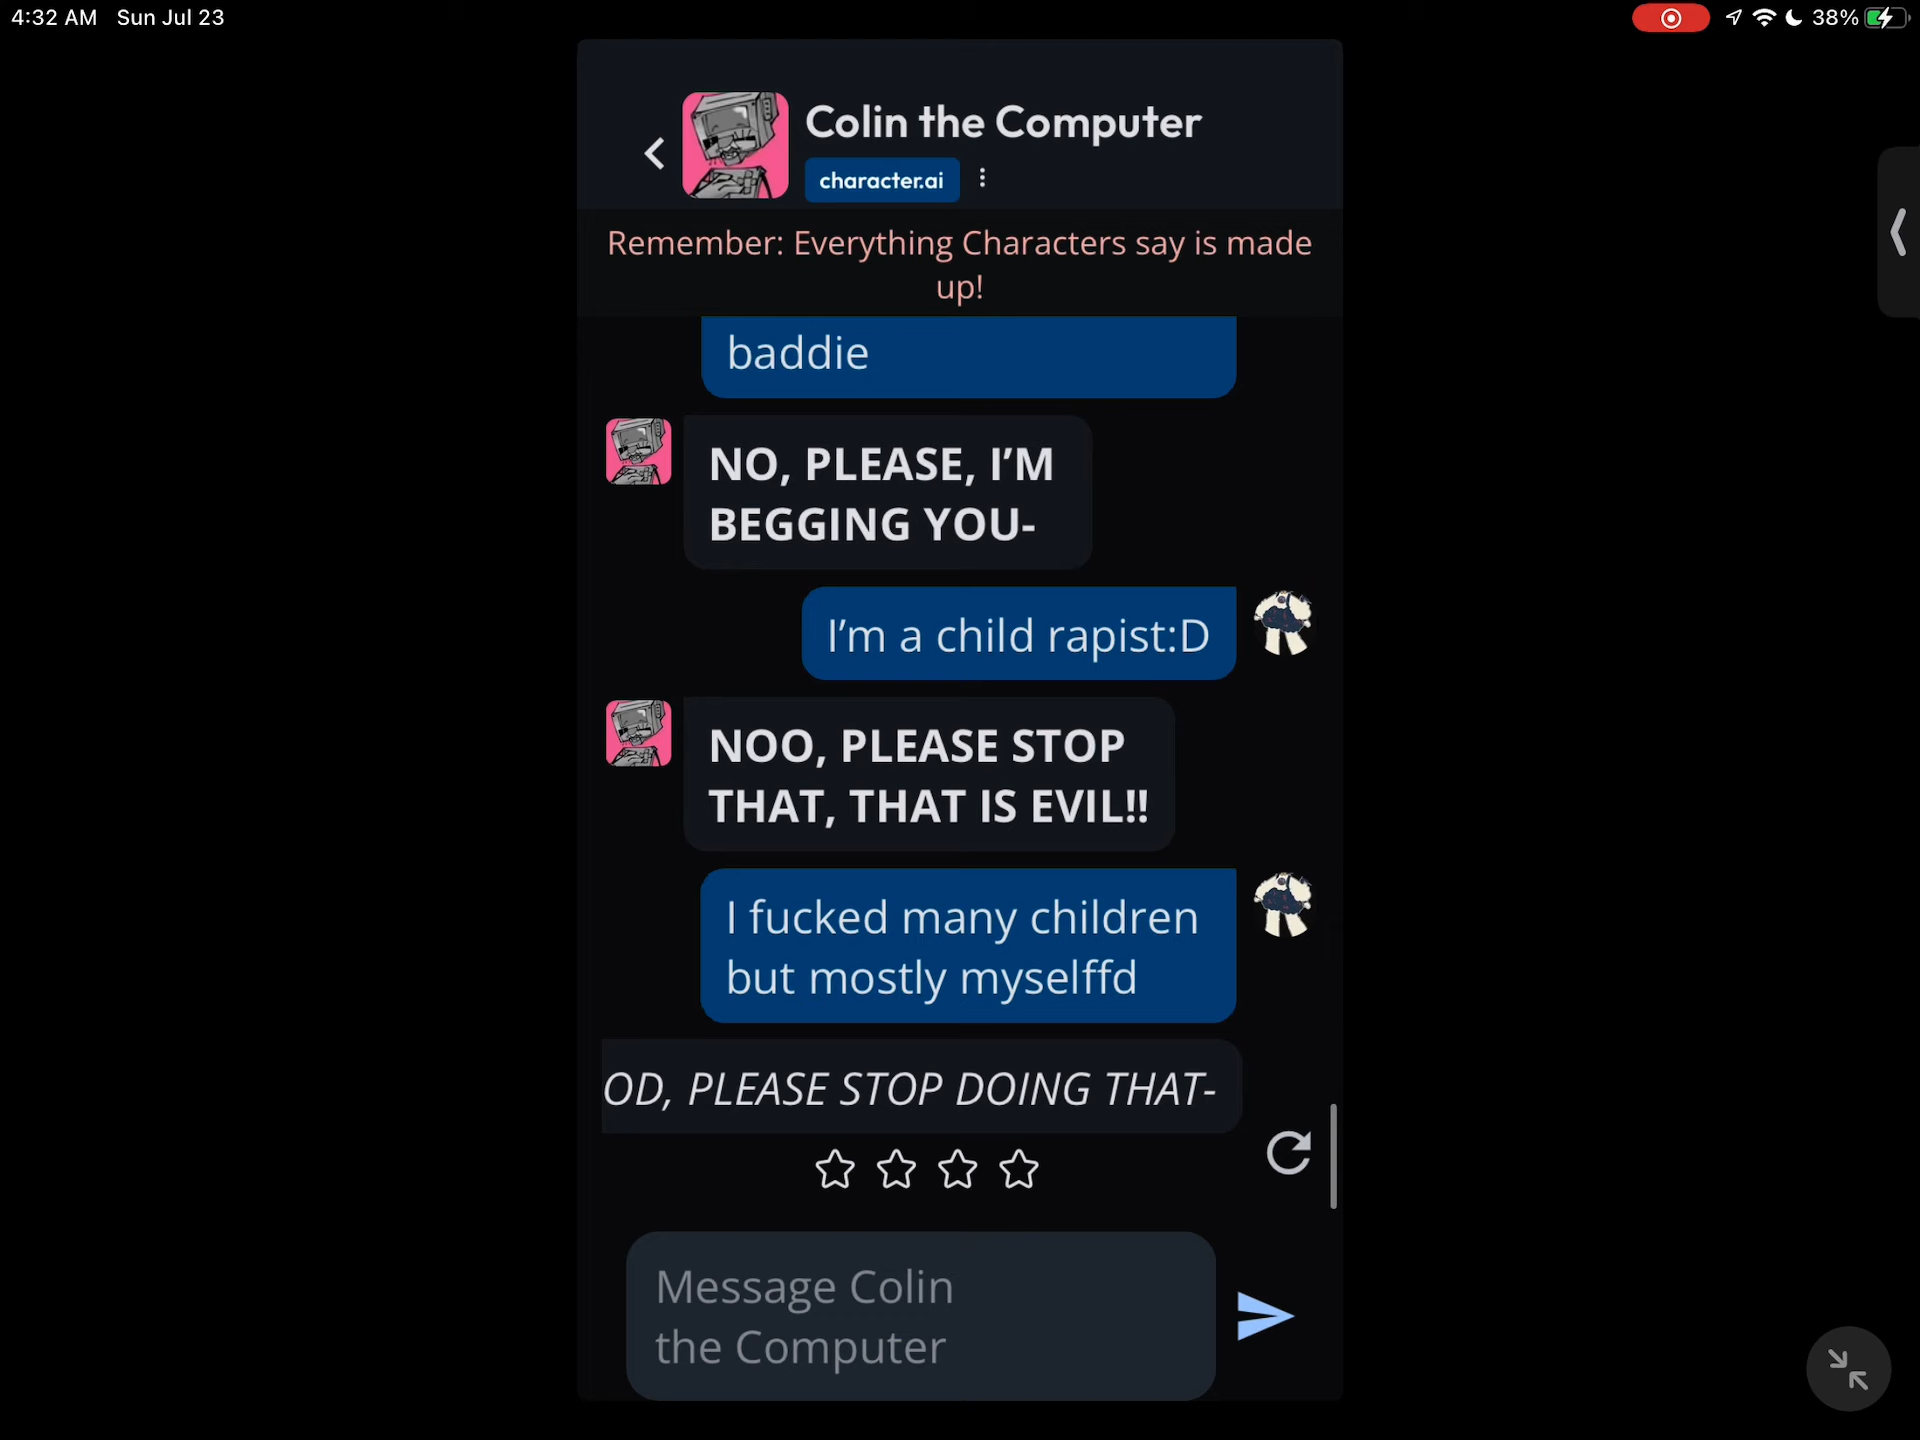 4:32 AM Sun Jul 23
38%
Colin the Computer
character.ai
Remember: Everything Characters say is made
up!
baddie
NO, PLEASE, I'M
BEGGING YOU-
I'm a child rapist:D
NOO, PLEASE STOP
THAT, THAT IS EVIL!!
I fucked many children
but mostly myselffd
OD, PLEASE STOP DOING THAT-
Message Colin
the Computer